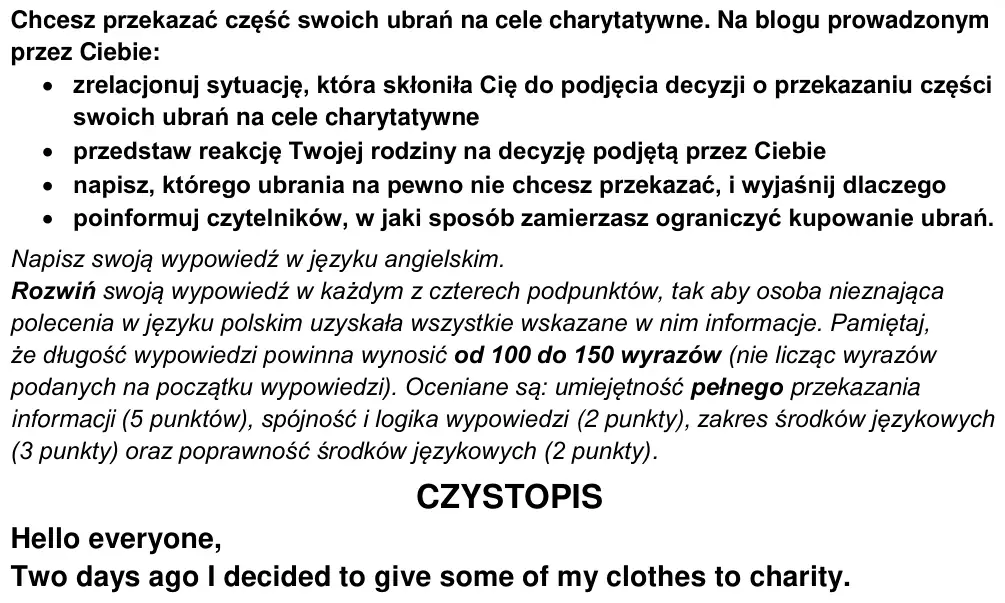 Chcesz przekazać część swoich ubrań na cele charytatywne. Na blogu prowadzonym
przez Ciebie:
• zrelacjonuj sytuację, która skłoniła Cię do podjęcia decyzji o przekazaniu części
swoich ubrań na cele charytatywne
• przedstaw reakcję Twojej rodziny na decyzję podjętą przez Ciebie
• napisz, którego ubrania na pewno nie chcesz przekazać, i wyjaśnij dlaczego
• poinformuj czytelników, w jaki sposób zamierzasz ograniczyć kupowanie ubrań.
Napisz swoją wypowiedź w języku angielskim.
Rozwiń swoją wypowiedź w każdym z czterech podpunktów, tak aby osoba nieznająca
polecenia w języku polskim uzyskała wszystkie wskazane w nim informacje. Pamiętaj,
że długość wypowiedzi powinna wynosić od 100 do 150 wyrazów (nie licząc wyrazów
podanych na początku wypowiedzi). Oceniane są: umiejętność pełnego przekazania
informacji (5 punktów), spójność i logika wypowiedzi (2 punkty), zakres środków językowych
(3 punkty) oraz poprawność środków językowych (2 punkty).
CZYSTOPIS
Hello everyone,
Two days ago I decided to give some of my clothes to charity.